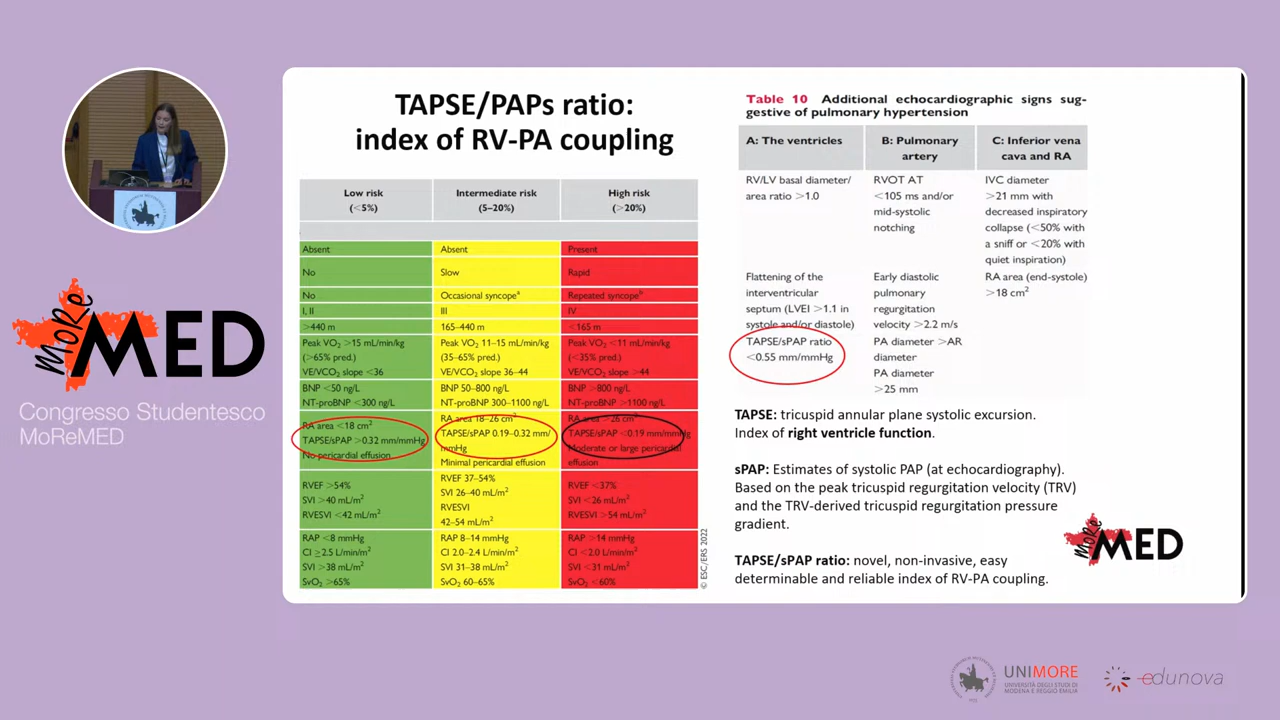 TAPSE/PAPs ratio:
index of RV-PA coupling
Low risk
(<5%)
Intermediate risk
(5–20%)
High risk
(>20%)
Absent
Absent
Present
No
Slow
Rapid
No
Occasional syncopeᵃ
Repeated syncopeᵇ
I, II
III
IV
>440 m
165–440 m
<165 m
Peak VO₂ >15 mL/min/kg
(>65% pred.)
VE/VCO₂ slope <36
Peak VO₂ 11–15 mL/min/kg
(35–65% pred.)
VE/VCO₂ slope 36–44
Peak VO₂ <11 mL/min/kg
(<35% pred.)
VE/VCO₂ slope >44
BNP <50 ng/L
NT-proBNP <300 ng/L
BNP 50–800 ng/L
NT-proBNP 300–1100 ng/L
BNP >800 ng/L
NT-proBNP >1100 ng/L
RA area <18 cm²
TAPSE/sPAP >0.32 mm/mmHg
No pericardial effusion
RA area 18–26 cm²
TAPSE/sPAP 0.19–0.32 mm/
mmHg
Minimal pericardial effusion
RA area >26 cm²
TAPSE/sPAP <0.19 mm/mmHg
Moderate or large pericardial
effusion
RVEF >54%
SVI >40 mL/m²
RVESVI <42 mL/m²
RVEF 37–54%
SVI 26–40 mL/m²
RVESVI
42–54 mL/m²
RVEF <37%
SVI <26 mL/m²
RVESVI >54 mL/m²
RAP <8 mmHg
CI ≥2.5 L/min/m²
SVI >38 mL/m²
SvO₂ >65%
RAP 8–14 mmHg
CI 2.0–2.4 L/min/m²
SVI 31–38 mL/m²
SvO₂ 60–65%
RAP >14 mmHg
CI <2.0 L/min/m²
SVI <31 mL/m²
SvO₂ <60%
© ESC/ERS 2022
Table 10 Additional echocardiographic signs sug-
gestive of pulmonary hypertension
A: The ventricles
B: Pulmonary
artery
C: Inferior vena
cava and RA
RV/LV basal diameter/
area ratio >1.0
RVOT AT
<105 ms and/or
mid-systolic
notching
IVC diameter
>21 mm with
decreased inspiratory
collapse (<50% with
a sniff or <20% with
quiet inspiration)
Flattening of the
interventricular
septum (LVEI >1.1 in
systole and/or diastole)
Early diastolic
pulmonary
regurgitation
velocity >2.2 m/s
RA area (end-systole)
>18 cm²
TAPSE/sPAP ratio
<0.55 mm/mmHg
PA diameter >AR
diameter
PA diameter
>25 mm
TAPSE: tricuspid annular plane systolic excursion.
Index of right ventricle function.
sPAP: Estimates of systolic PAP (at echocardiography).
Based on the peak tricuspid regurgitation velocity (TRV)
and the TRV-derived tricuspid regurgitation pressure
gradient.
TAPSE/sPAP ratio: novel, non-invasive, easy
determinable and reliable index of RV-PA coupling.
MoRe
MED
MoRe
MED
Congresso Studentesco
MoReMED
UNIMORE
UNIVERSITÀ DEGLI STUDI DI
MODENA E REGGIO EMILIA
edunova